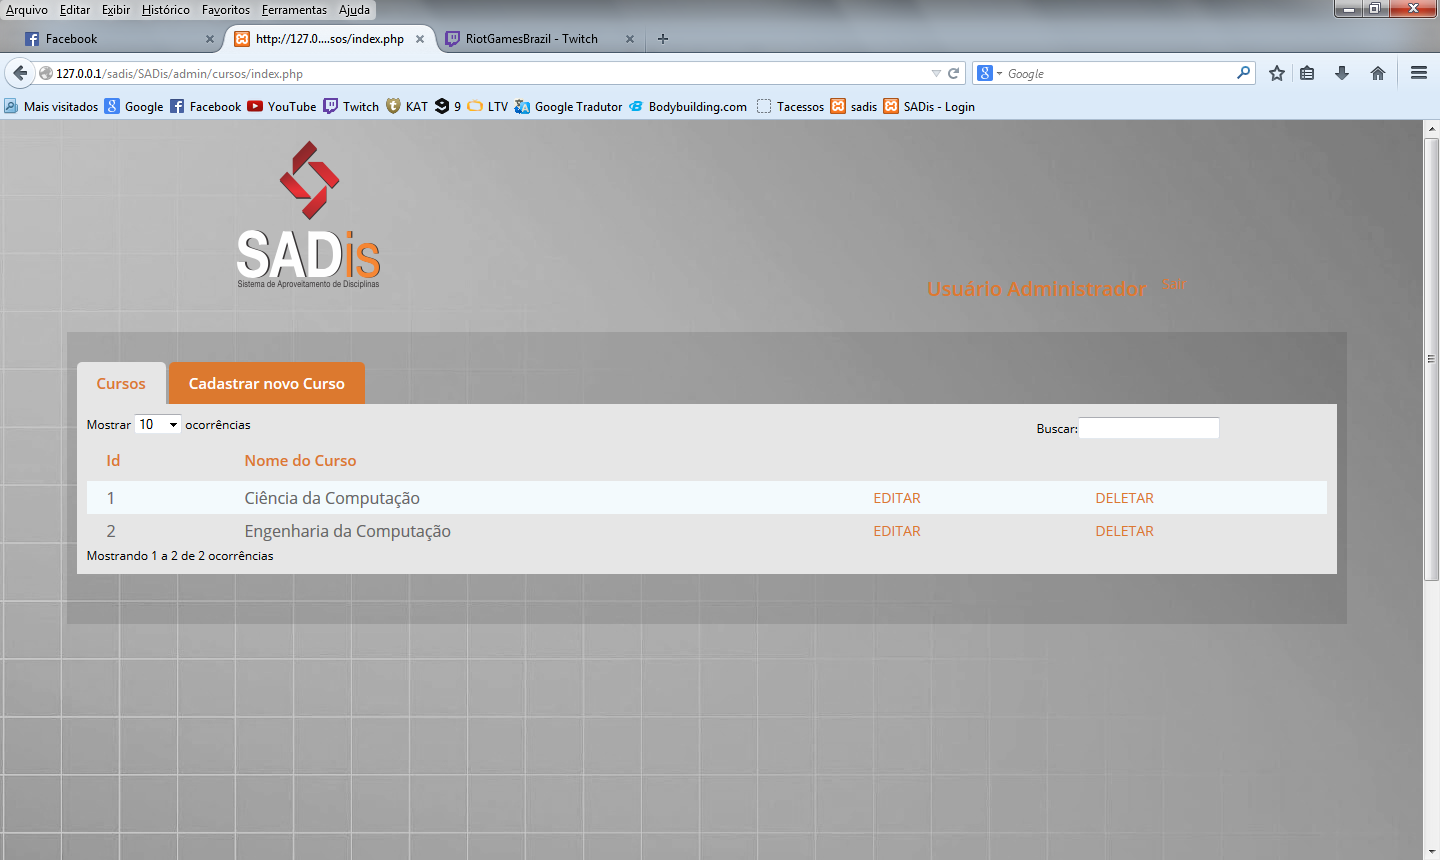 Arquivo Editar Exibir Histórico Favoritos Ferramentas Ajuda
Facebook http://127.0....sos/index.php RiotGamesBrazil - Twitch
127.0.0.1/sadis/SADis/admin/cursos/index.php Google
Mais visitados Google Facebook YouTube Twitch KAT 9 LTV Google Tradutor Bodybuilding.com Tacessos sadis SADis - Login
SADis
Sistema de Aproveitamento de Disciplinas
Usuário Administrador Sair
Cursos Cadastrar novo Curso
Mostrar 10 ocorrências Buscar:
Id Nome do Curso
1 Ciência da Computação EDITAR DELETAR
2 Engenharia da Computação EDITAR DELETAR
Mostrando 1 a 2 de 2 ocorrências